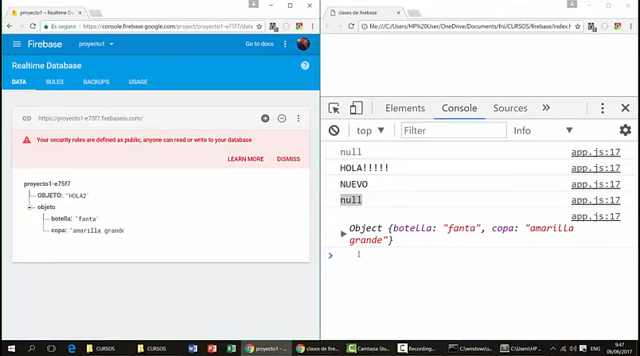 proyecto1 – Realtime Data
Es seguro https://console.firebase.google.com/project/proyecto1-e75f7/data
Firebase proyecto1 Go to docs
Realtime Database
DATA RULES BACKUPS USAGE
https://proyecto1-e75f7.firebaseio.com/
Your security rules are defined as public, anyone can read or write to your database
LEARN MORE DISMISS
proyecto1-e75f7
OBJETO: "HOLA2"
objeto
botella: "fanta"
copa: "amarilla grande
clases de firebase
file:///C:/Users/HP%20User/OneDrive/Documents/fni/CURSOS/firebase/index.h
Elements Console Sources
top Filter Info
null app.js:17
HOLA!!!!! app.js:17
NUEVO app.js:17
null app.js:17
app.js:17
Object {botella: "fanta", copa: "amarilla
grande"}
CURSOS CURSOS proyecto1 – ... clases de fire... Camtasia Stu... Recording... C:\windows\s... C:\Users\HP ... 9:47
06/06/2017